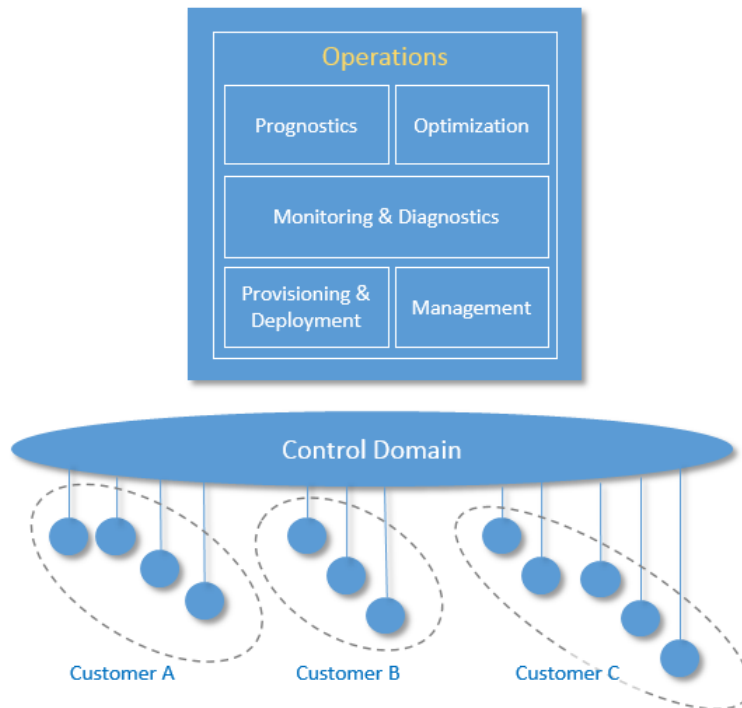 Operations
Prognostics
Optimization
Monitoring & Diagnostics
Provisioning &
Deployment
Management
Control Domain
Customer A
Customer B
Customer C